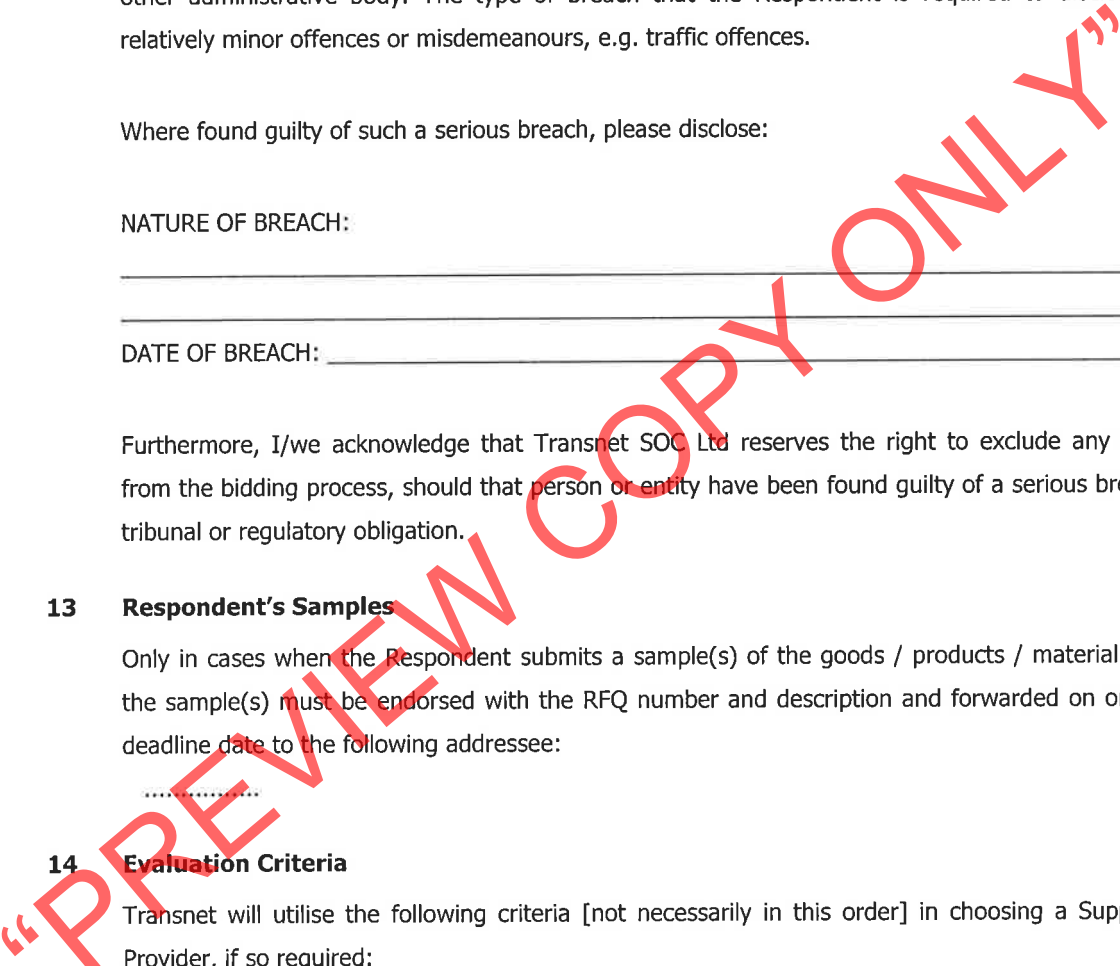 relatively minor offences or misdemeanours, e.g. traffic offences.
Where found guilty of such a serious breach, please disclose:
NATURE OF BREACH:
DATE OF BREACH:
Furthermore, I/we acknowledge that Transnet SOC Ltd reserves the right to exclude any
from the bidding process, should that person or entity have been found guilty of a serious
tribunal or regulatory obligation.
13 Respondent's Samples
Only in cases when the Respondent submits a sample(s) of the goods / products / material
the sample(s) must be endorsed with the RFQ number and description and forwarded on
deadline date to the following addressee:
................
14 Evaluation Criteria
Transnet will utilise the following criteria [not necessarily in this order] in choosing a
Provider, if so required:
"PREVIEW COPY ONLY"